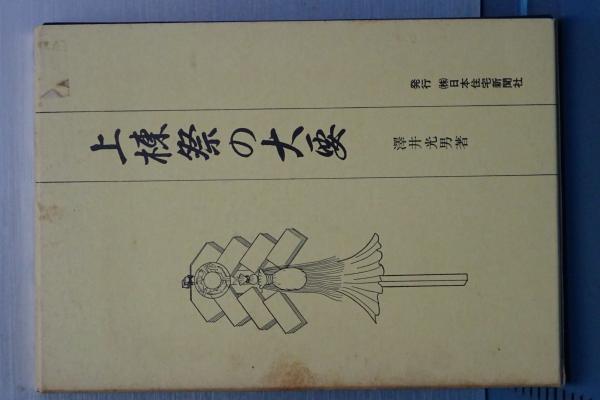 上棟祭の大要
澤井光男著
発行 ㈱日本住宅新聞社